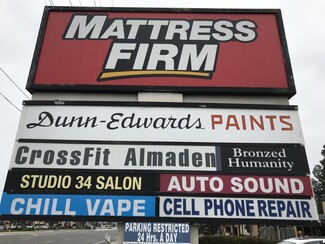 MATTRESS
FIRM
Dunn-Edwards PAINTS
CrossFit Almaden
Bronzed
Humanity
STUDIO 34 SALON
AUTO SOUND
CHILL VAPE
CELL PHONE REPAIR
PARKING RESTRICTED
24 Hrs. A DAY